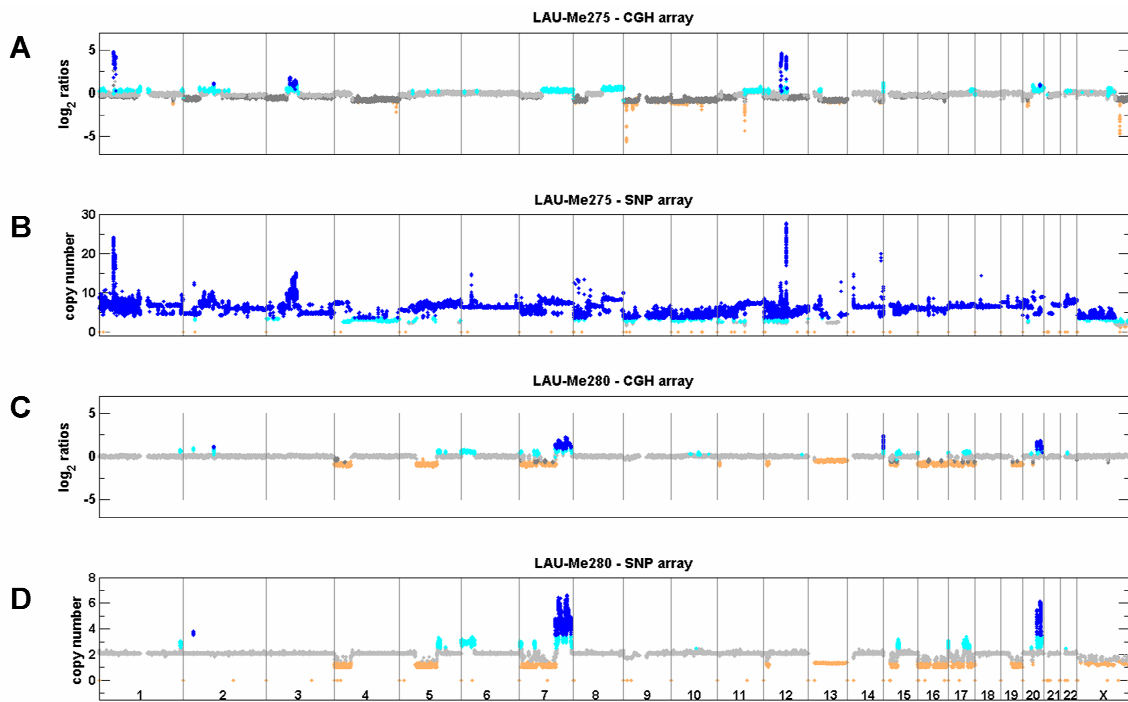 LAU-Me275 - CGH array
A
log2 ratios
5
0
-5
LAU-Me275 - SNP array
B
copy number
30
20
10
0
LAU-Me280 - CGH array
C
log2 ratios
5
0
-5
LAU-Me280 - SNP array
D
copy number
8
6
4
2
0
1 2 3 4 5 6 7 8 9 10 11 12 13 14 15 16 17 18 19 20 21 22 X